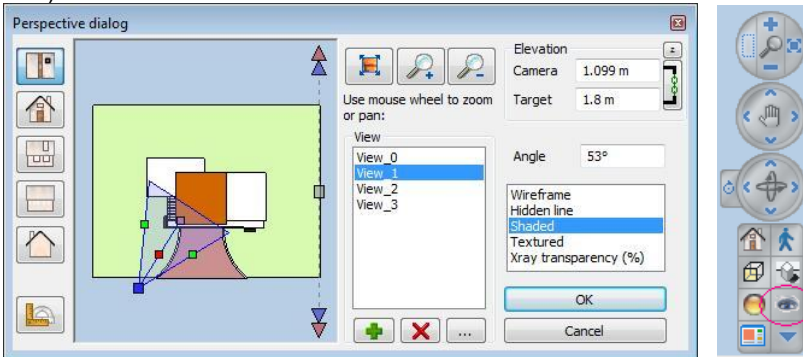 Perspective dialog
Elevation
Camera 1.099 m
Target 1.8 m
Use mouse wheel to zoom
or pan:
View
View_0
View_1
View_2
View_3
Angle 53°
Wireframe
Hidden line
Shaded
Textured
Xray transparency (%)
...
OK
Cancel